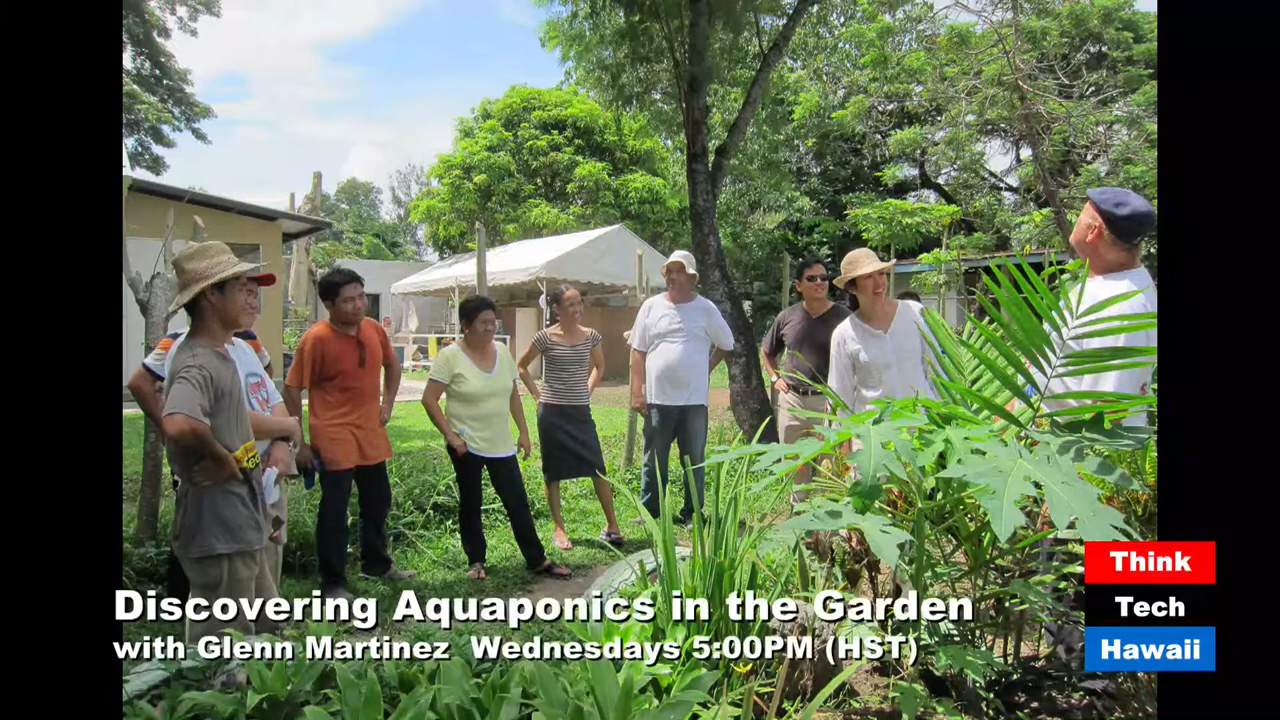 Discovering Aquaponics in the Garden
with Glenn Martinez Wednesdays 5:00PM (HST)
Think
Tech
Hawaii